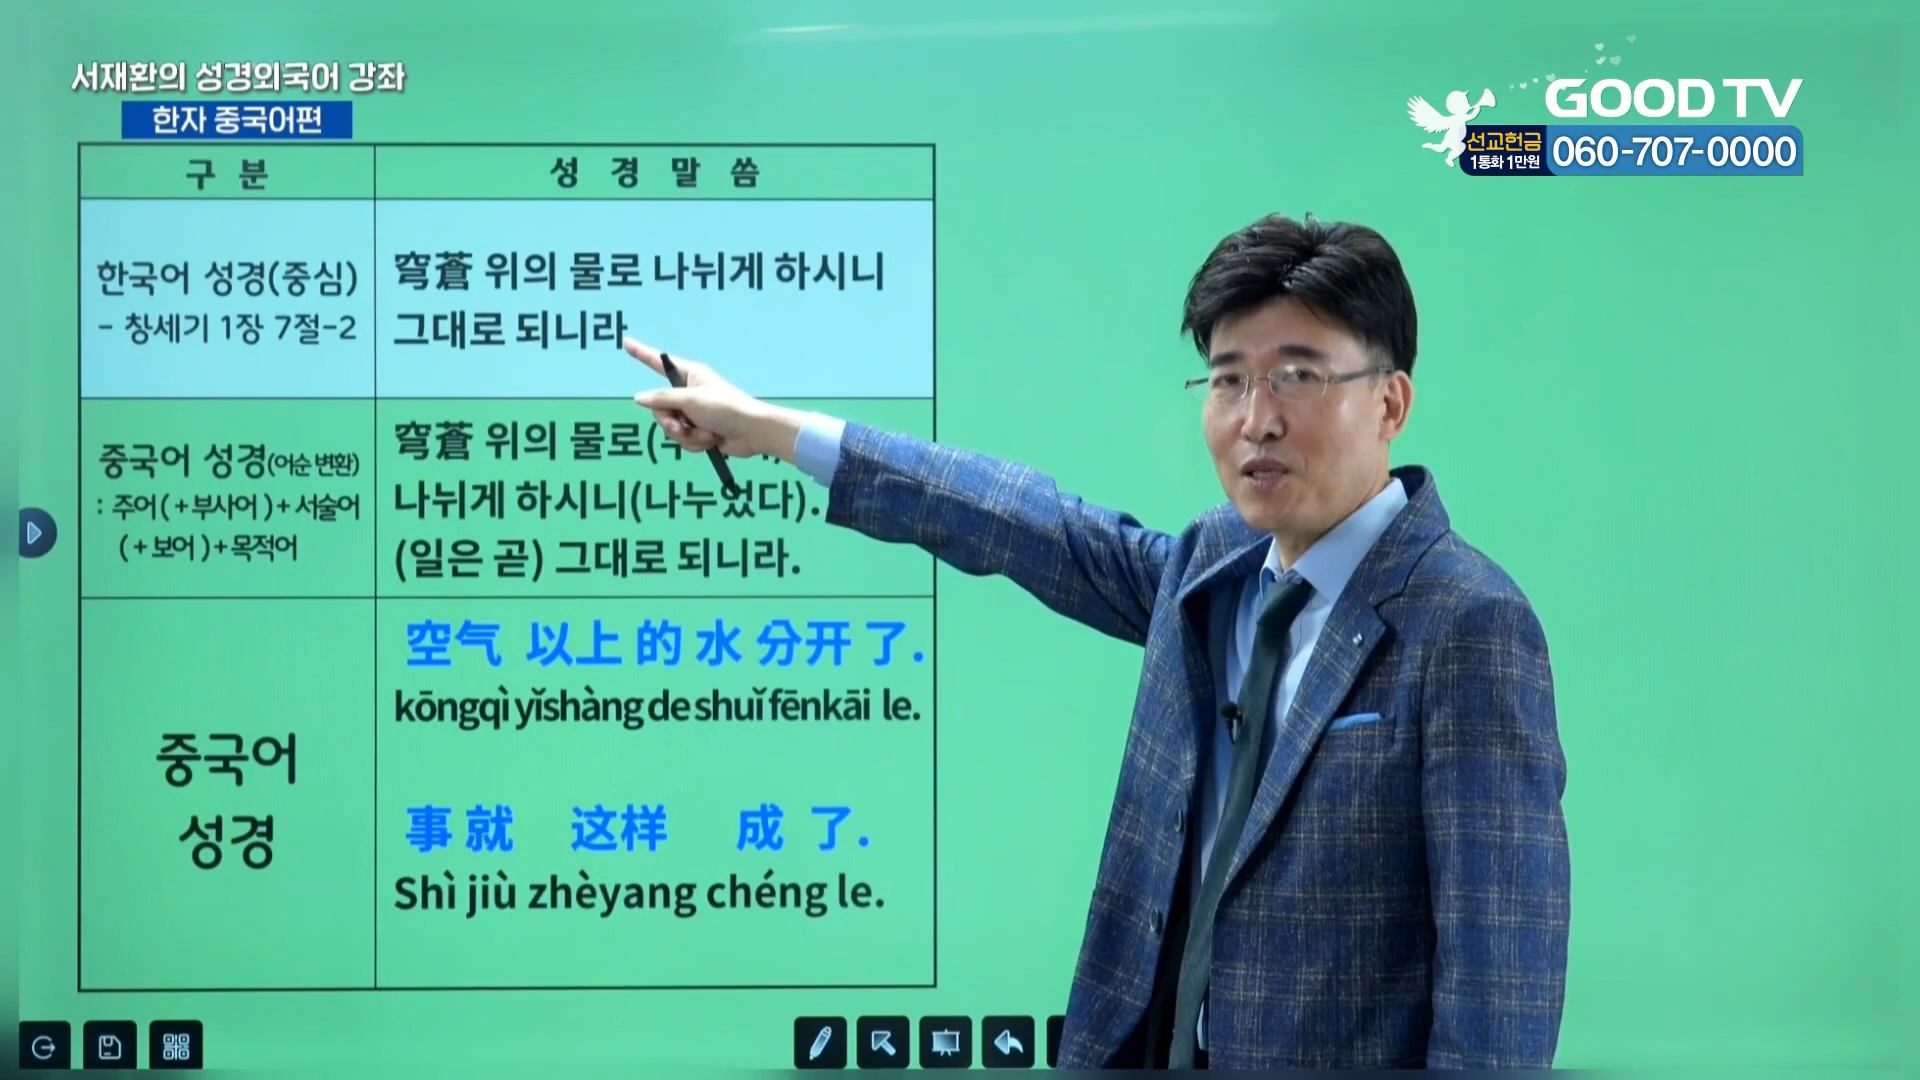 서재환의 성경외국어 강좌
한자 중국어편
GOOD TV
선교헌금
1통화 1만원
060-707-0000
구 분
성 경 말 씀
한국어 성경(중심)
- 창세기 1장 7절-2
穹蒼 위의 물로 나뉘게 하시니
그대로 되니라
중국어 성경(어순 변환)
: 주어 ( + 부사어 ) + 서술어
( + 보어 ) + 목적어
穹蒼 위의 물로(
나뉘게 하시니(나누었다).
(일은 곧) 그대로 되니라.
중국어
성경
空气 以上 的 水 分开 了.
kōngqì yǐshàng de shuǐ fēnkāi le.
事 就 这样 成 了.
Shì jiù zhèyang chéng le.